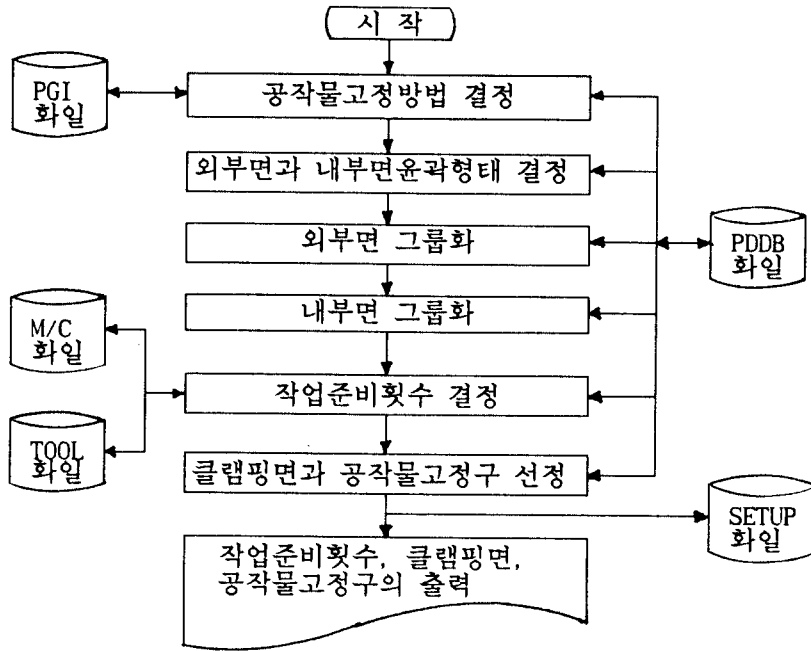 시 작
PGI
화일
공작물고정방법 결정
외부면과 내부면윤곽형태 결정
외부면 그룹화
PDDB
화일
내부면 그룹화
M/C
화일
작업준비횟수 결정
TOOL
화일
클램핑면과 공작물고정구 선정
SETUP
화일
작업준비횟수, 클램핑면,
공작물고정구의 출력